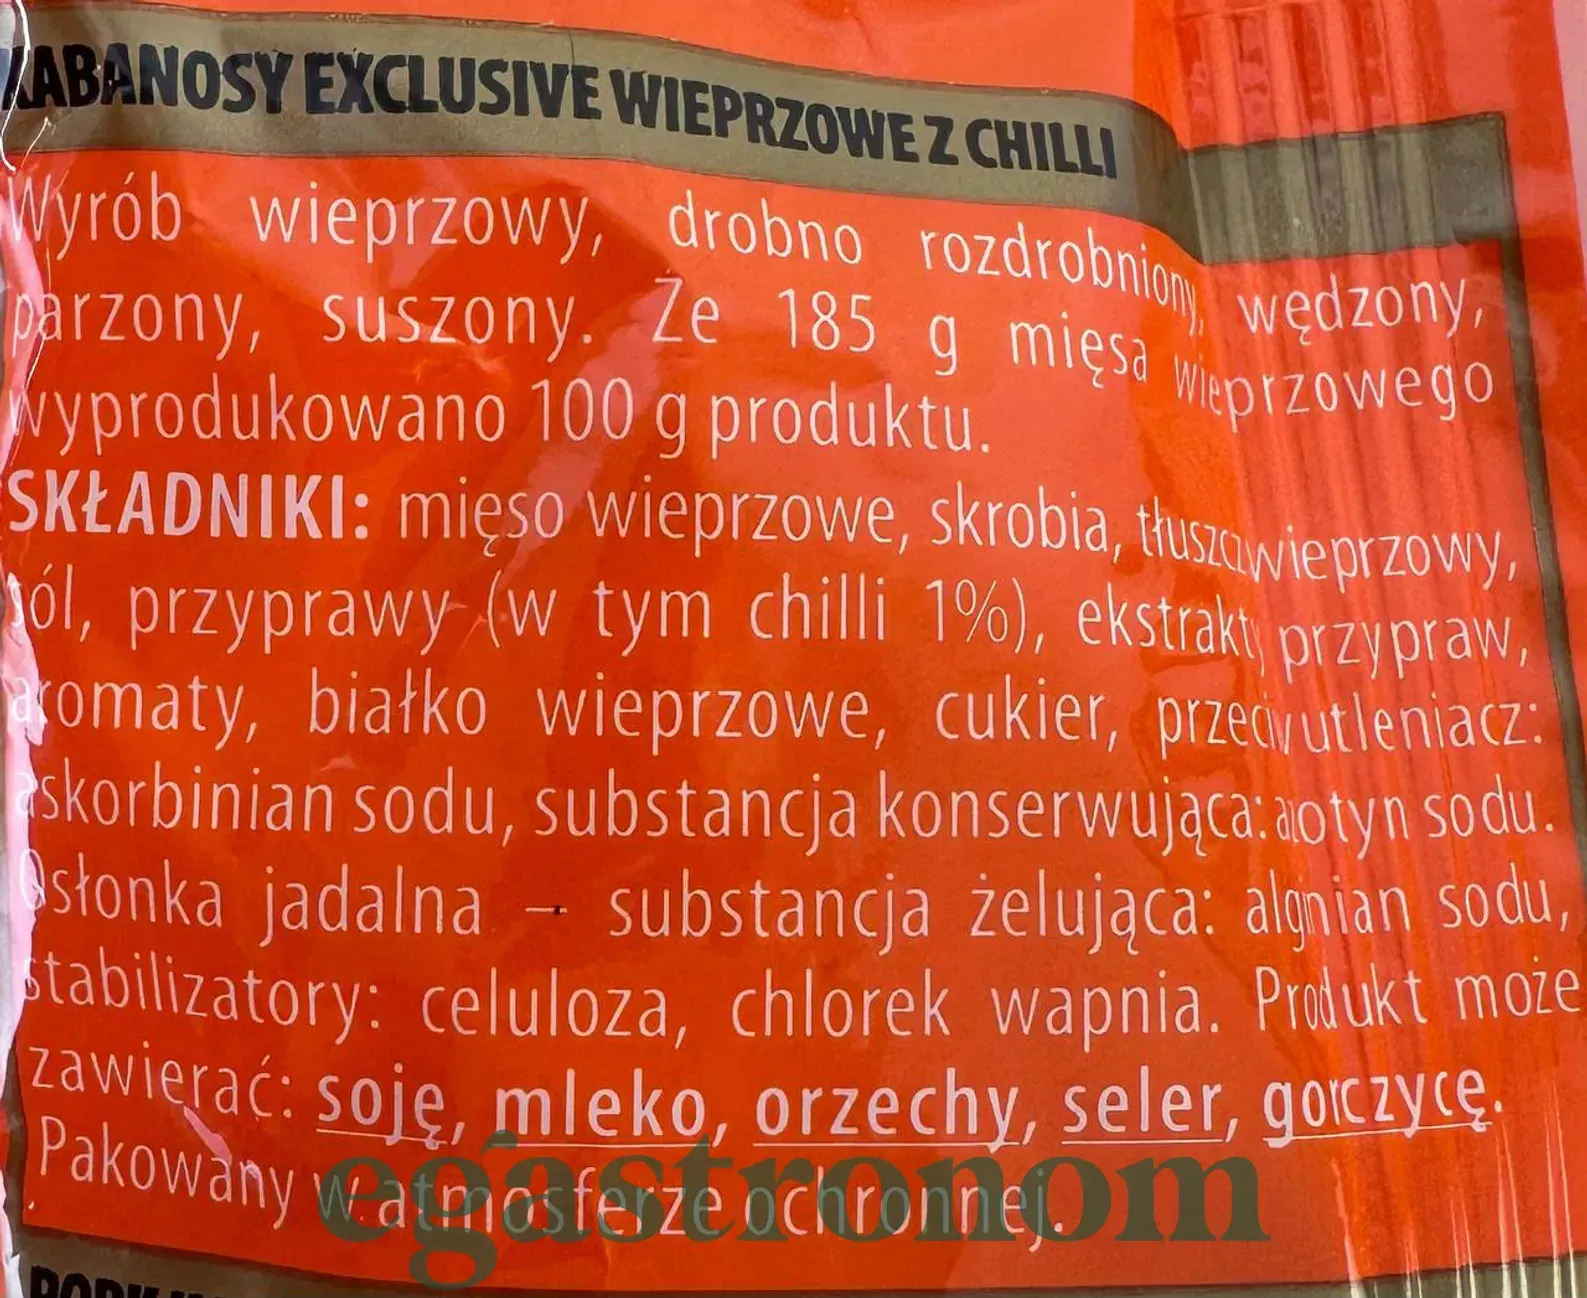 KABANOSY EXCLUSIVE WIEPRZOWE Z CHILLI
Wyrób wieprzowy, drobno rozdrobniony, wędzony,
parzony, suszony. Ze 185 g mięsa wieprzowego
wyprodukowano 100 g produktu.
SKŁADNIKI: mięso wieprzowe, skrobia, tłuszcz wieprzowy,
sól, przyprawy (w tym chilli 1%), ekstrakty przypraw,
aromaty, białko wieprzowe, cukier, przeciwutleniacz:
askorbinian sodu, substancja konserwująca: azotyn sodu.
Osłonka jadalna – substancja żelująca: alginian sodu,
stabilizatory: celuloza, chlorek wapnia. Produkt może
zawierać: soję, mleko, orzechy, seler, gorczycę.
Pakowany w atmosferze ochronnej.
egastronom